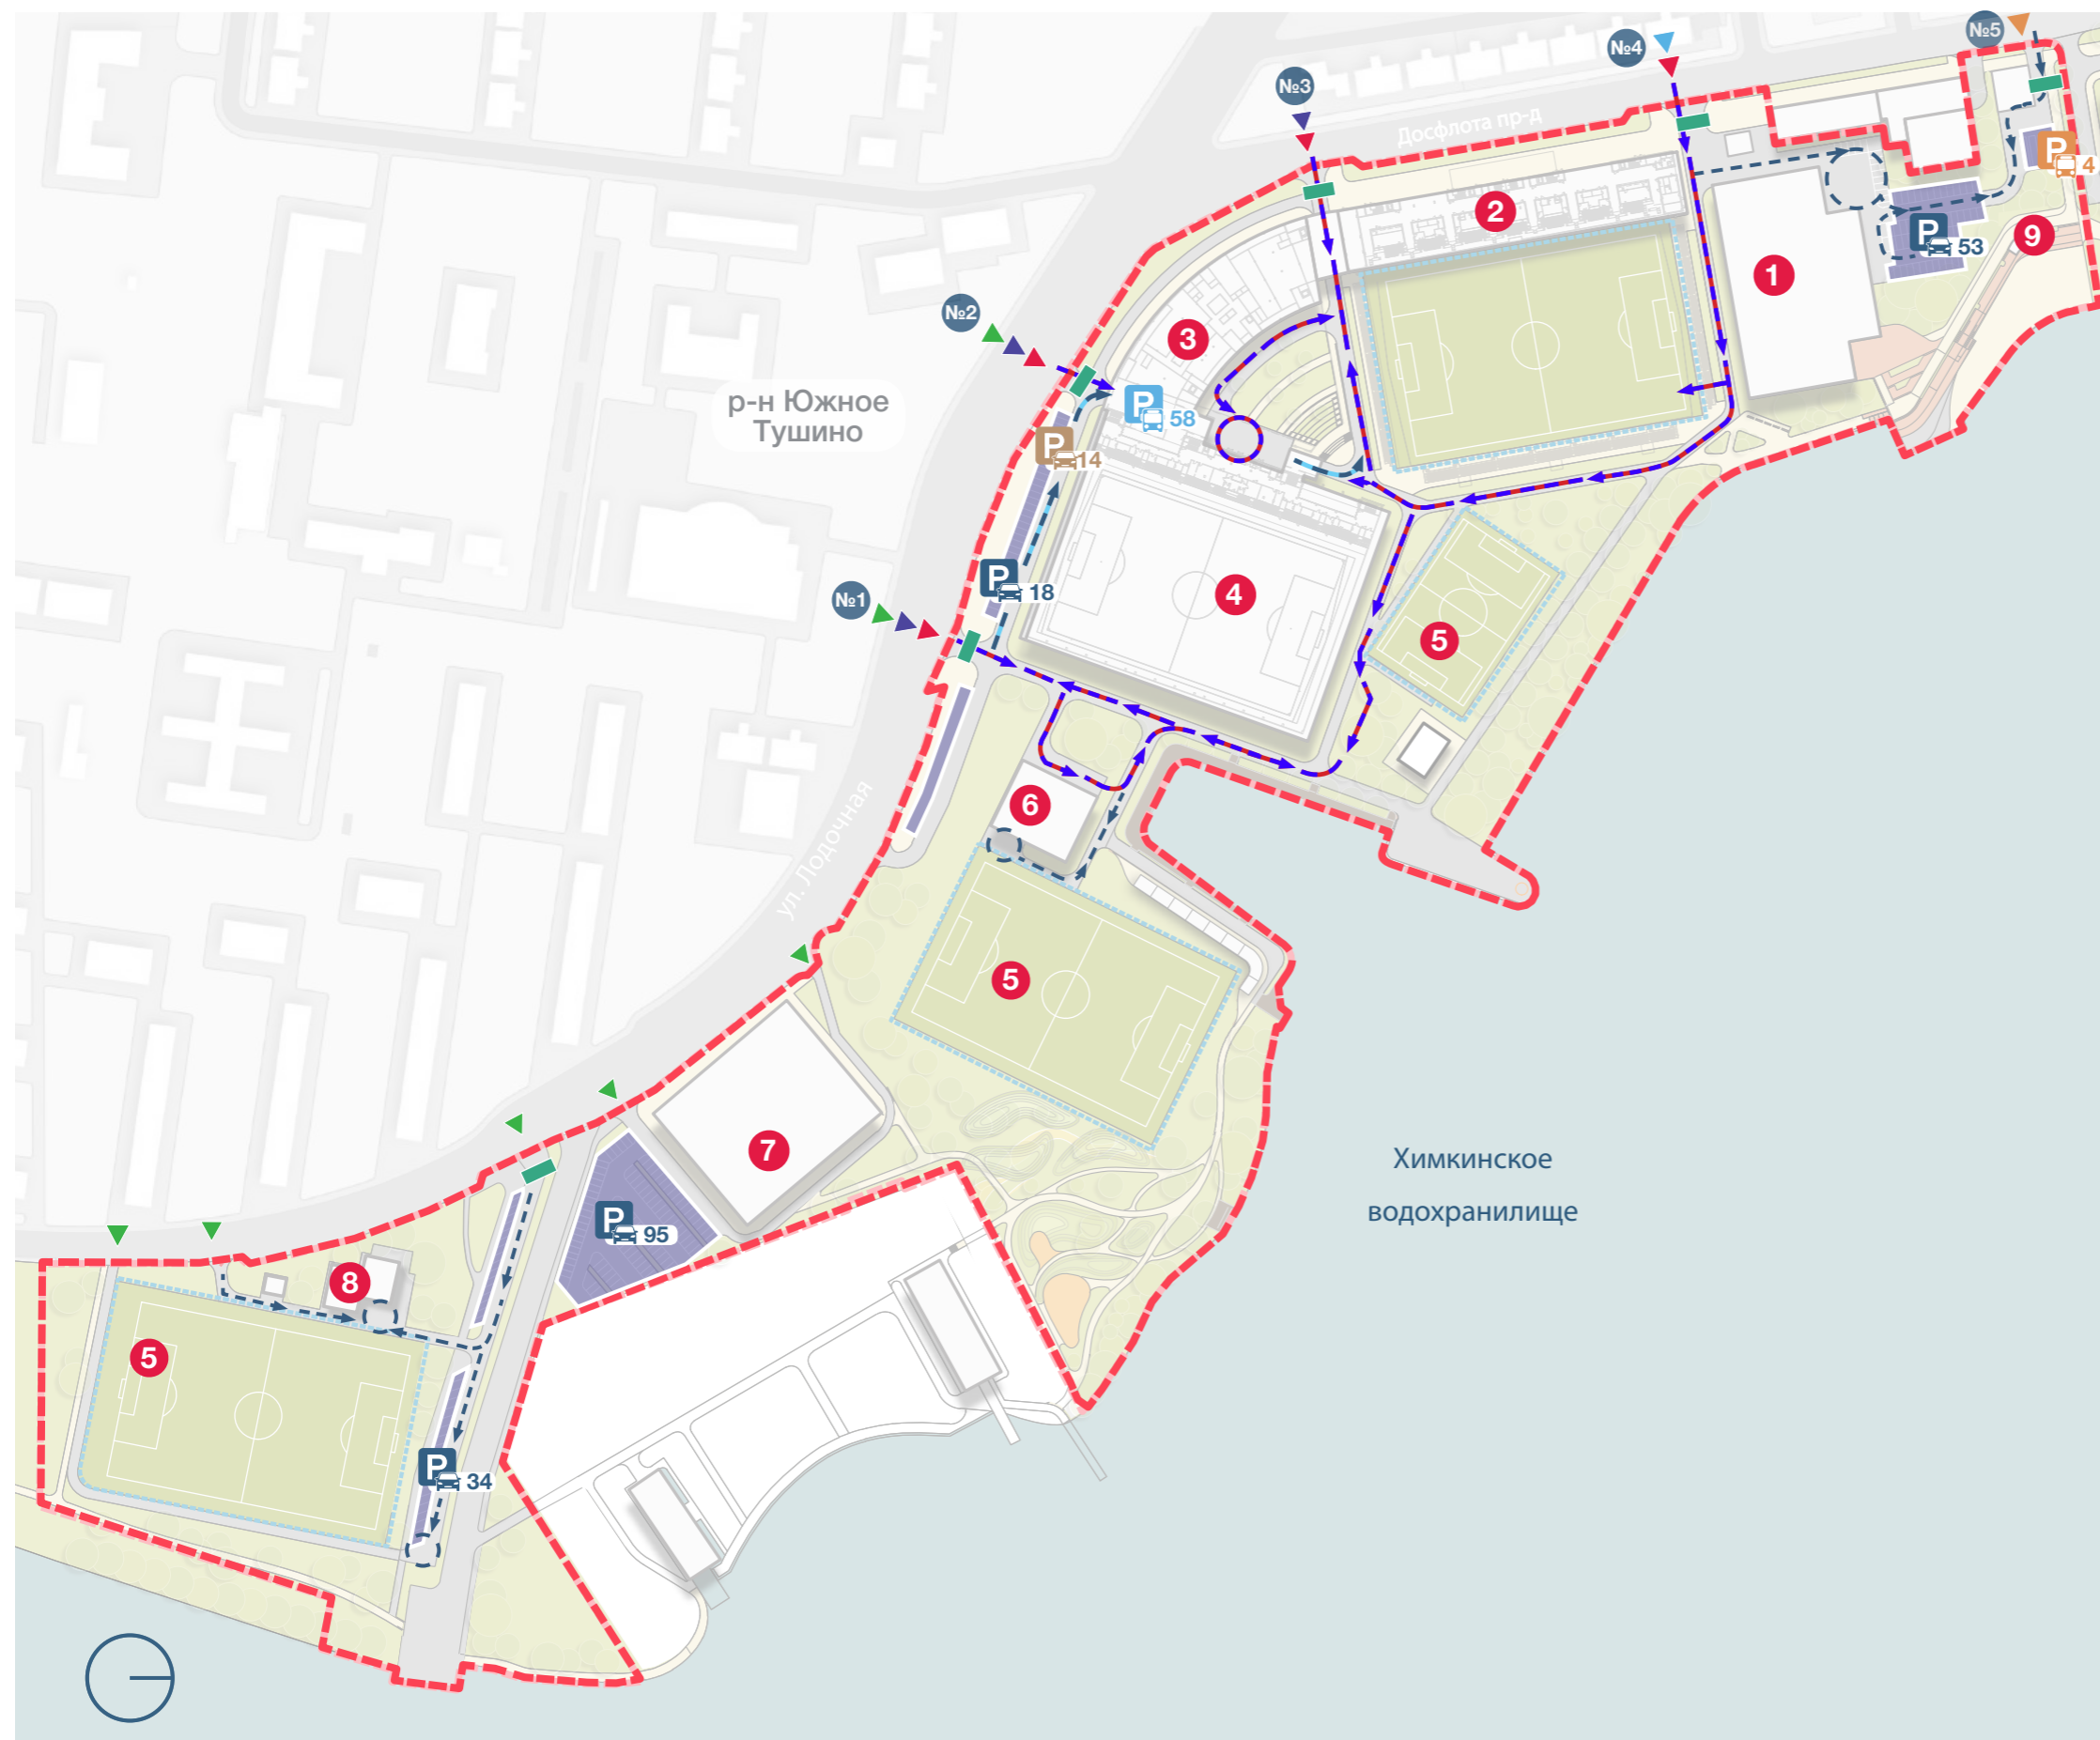 №5
№4
№3
Досфлота пр-д
P
4
2
P
53
9
1
№2
3
P
58
р-н Южное
Тушино
P
14
P
18
4
№1
5
6
ул. Лодочная
5
7
Химкинское
водохранилище
P
95
8
5
P
34